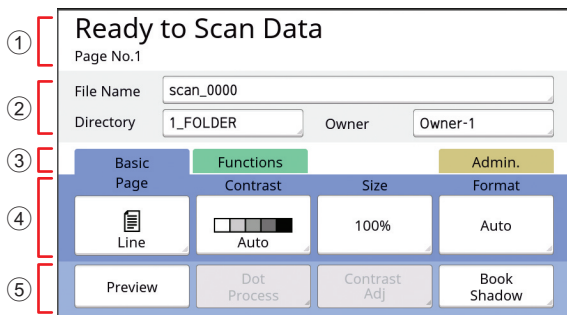 ① Ready to Scan Data
Page No.1
② File Name scan_0000
Directory 1_FOLDER Owner Owner-1
③ Basic Functions Admin.
④ Page Contrast Size Format
Line Auto 100% Auto
⑤ Preview Dot Process Contrast Adj Book Shadow